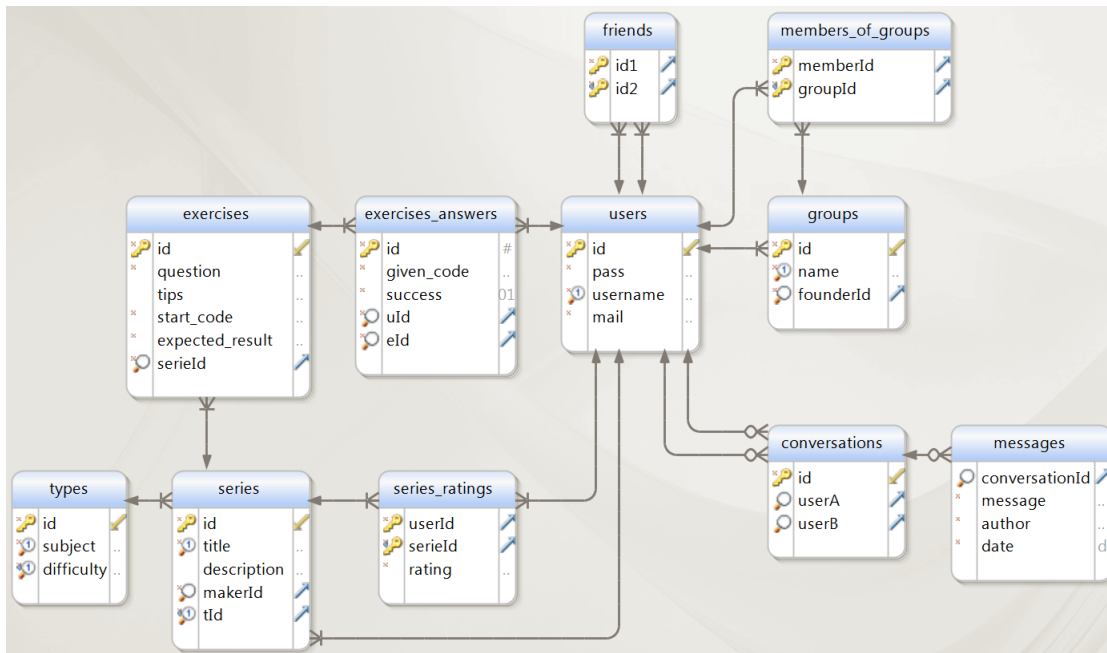 friends
id1
id2
members_of_groups
memberId
groupId
exercises
id
question
tips
start_code
expected_result
serieId
exercises_answers
id #
given_code ..
success 01
uId
eId
users
id
pass ..
username ..
mail ..
groups
id
name ..
founderId
types
id
subject ..
difficulty ..
series
id
title ..
description ..
makerId
tId
series_ratings
userId
serieId
rating ..
conversations
id
userA
userB
messages
conversationId
message ..
author ..
date d